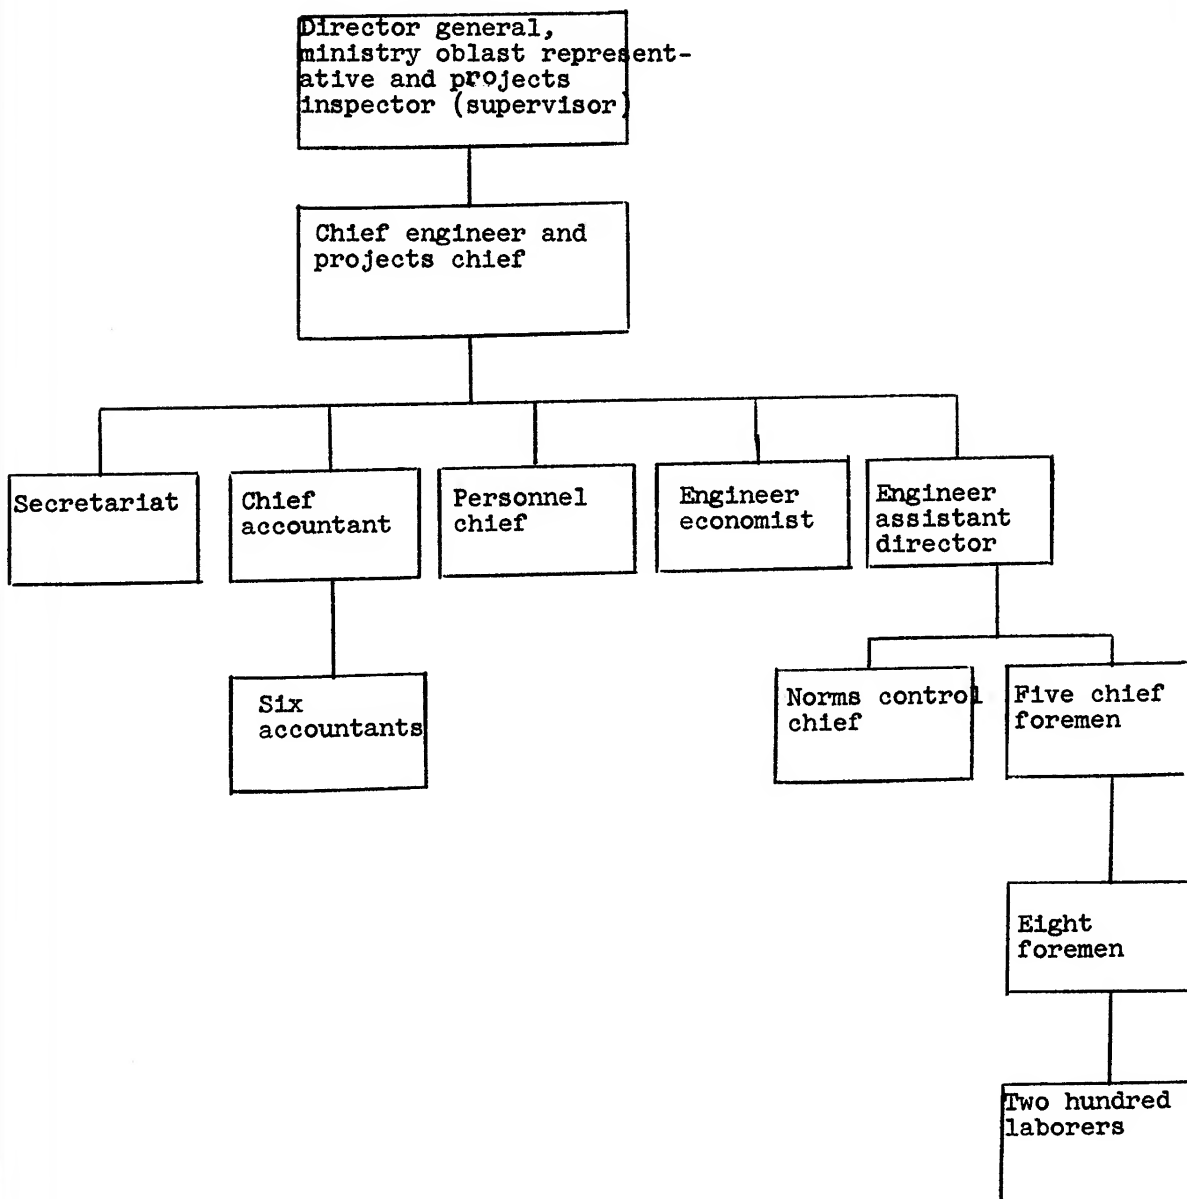 Director general,
ministry oblast represent-
ative and projects
inspector (supervisor)
Chief engineer and
projects chief
Secretariat
Chief
accountant
Personnel
chief
Engineer
economist
Engineer
assistant
director
Six
accountants
Norms control
chief
Five chief
foremen
Eight
foremen
Two hundred
laborers